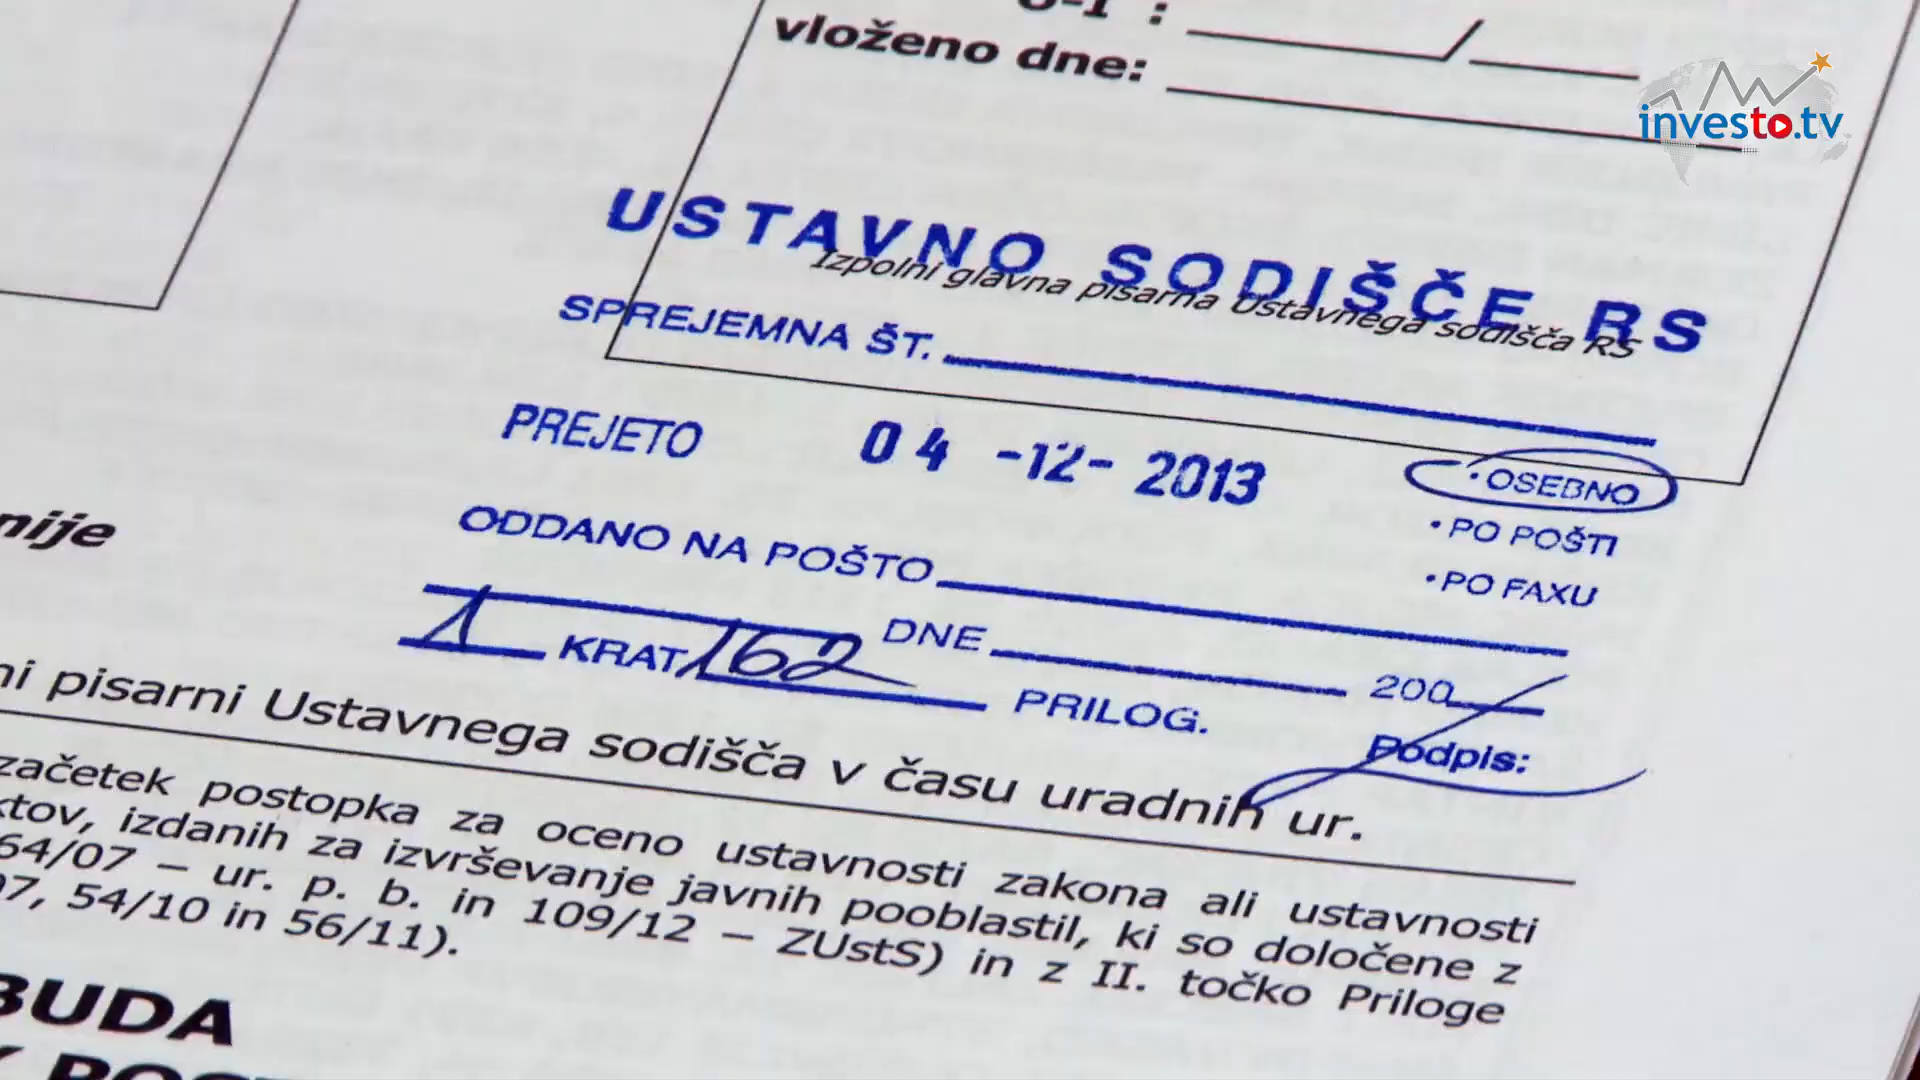 vloženo dne:
investo.tv
USTAVNO SODIŠČE RS
Izpolni glavna pisarna Ustavnega sodišča RS
SPREJEMNA ŠT.
PREJETO 04 -12- 2013
• OSEBNO
• PO POŠTI
• PO FAXU
ODDANO NA POŠTO
DNE 200
1 KRAT 162 PRILOG.
Podpis:
nije
ni pisarni Ustavnega sodišča v času uradnih ur.
začetek postopka za oceno ustavnosti zakona ali ustavnosti
ktov, izdanih za izvrševanje javnih pooblastil, ki so določene z
64/07 – ur. p. b. in 109/12 – ZUstS) in z II. točko Priloge
97, 54/10 in 56/11).
BUDA